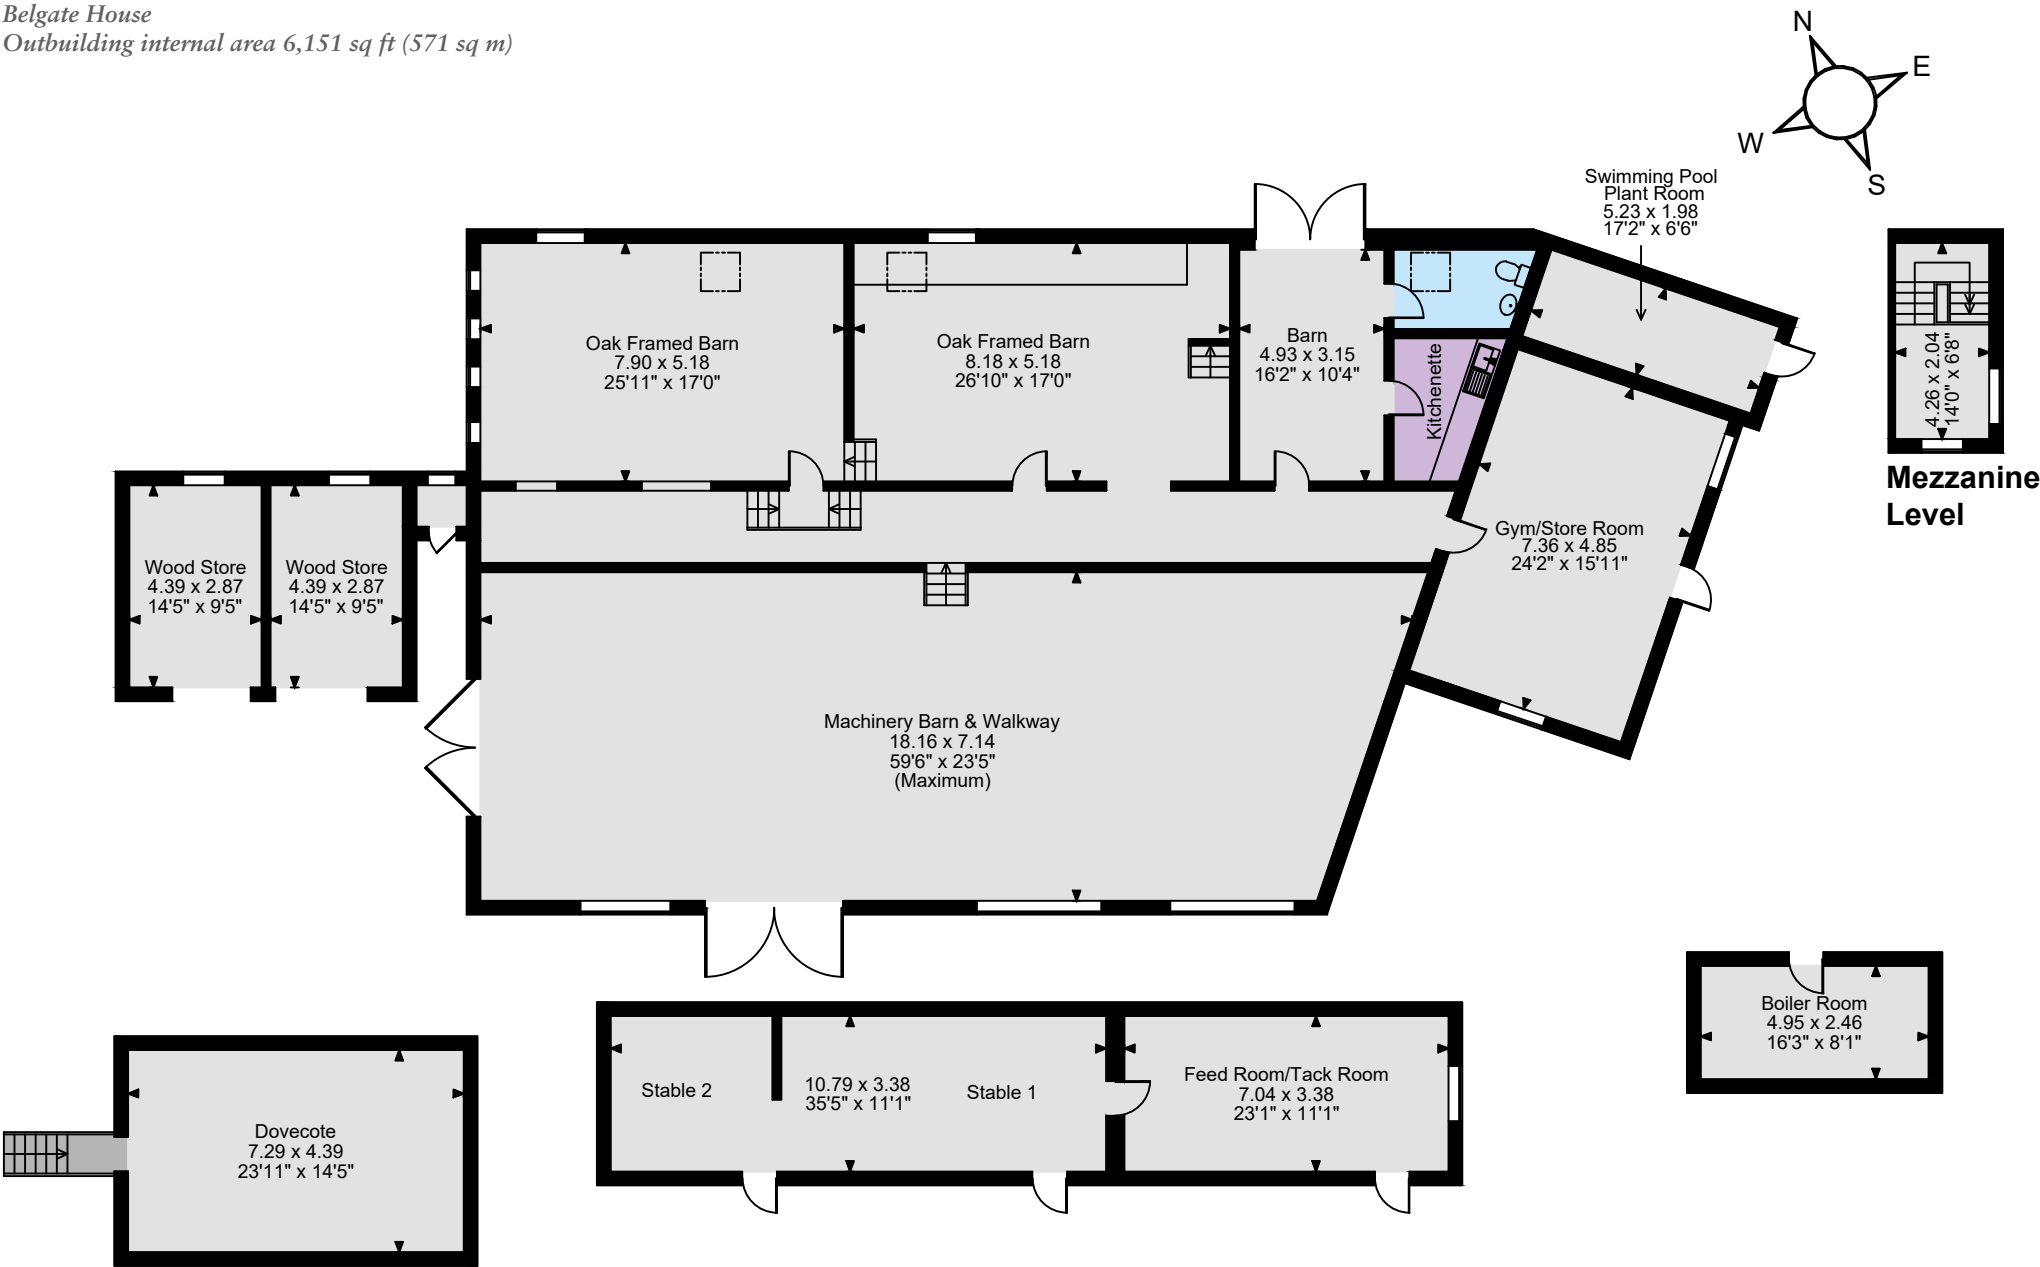 Belgate House
Outbuilding internal area 6,151 sq ft (571 sq m)
N
E
W
S
Swimming Pool
Plant Room
5.23 x 1.98
17'2" x 6'6"
Oak Framed Barn
7.90 x 5.18
25'11" x 17'0"
Oak Framed Barn
8.18 x 5.18
26'10" x 17'0"
Barn
4.93 x 3.15
16'2" x 10'4"
Kitchenette
4.26 x 2.04
14'0" x 6'8"
Mezzanine
Level
Wood Store
4.39 x 2.87
14'5" x 9'5"
Wood Store
4.39 x 2.87
14'5" x 9'5"
Gym/Store Room
7.36 x 4.85
24'2" x 15'11"
Machinery Barn & Walkway
18.16 x 7.14
59'6" x 23'5"
(Maximum)
Boiler Room
4.95 x 2.46
16'3" x 8'1"
Stable 2
10.79 x 3.38
35'5" x 11'1"
Stable 1
Feed Room/Tack Room
7.04 x 3.38
23'1" x 11'1"
Dovecote
7.29 x 4.39
23'11" x 14'5"